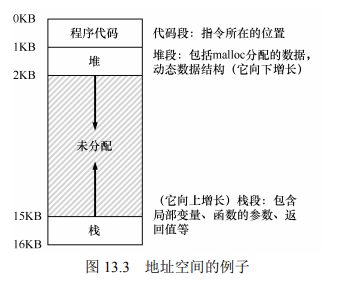 0KB
程序代码
代码段：指令所在的位置
1KB
堆
堆段：包括malloc分配的数据，
动态数据结构（它向下增长）
2KB
未分配
（它向上增长）栈段：包含
局部变量、函数的参数、返
回值等
15KB
栈
16KB
图 13.3 地址空间的例子